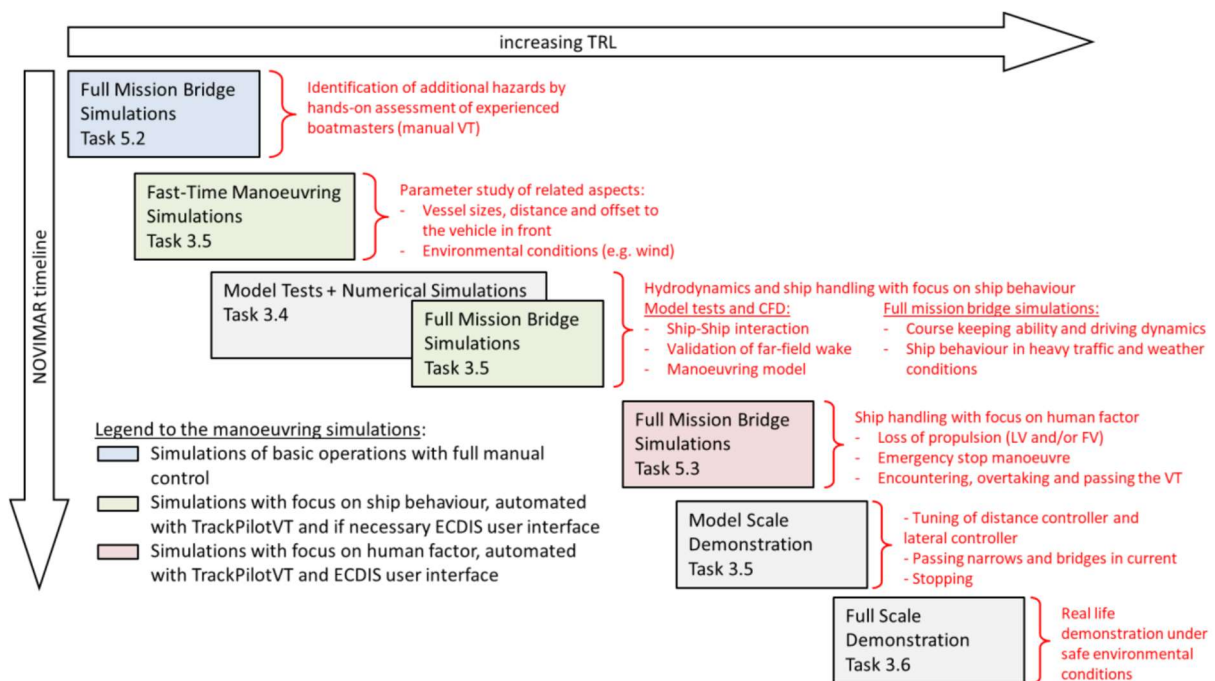 increasing TRL
NOVIMAR timeline
Full Mission Bridge
Simulations
Task 5.2
Identification of additional hazards by
hands-on assessment of experienced
boatmasters (manual VT)
Fast-Time Manoeuvring
Simulations
Task 3.5
Parameter study of related aspects:
- Vessel sizes, distance and offset to
the vehicle in front
- Environmental conditions (e.g. wind)
Model Tests + Numerical Simulations
Task 3.4
Full Mission Bridge
Simulations
Task 3.5
Hydrodynamics and ship handling with focus on ship behaviour
Model tests and CFD:
- Ship-Ship interaction
- Validation of far-field wake
- Manoeuvring model
Full mission bridge simulations:
- Course keeping ability and driving dynamics
- Ship behaviour in heavy traffic and weather
conditions
Full Mission Bridge
Simulations
Task 5.3
Ship handling with focus on human factor
- Loss of propulsion (LV and/or FV)
- Emergency stop manoeuvre
- Encountering, overtaking and passing the VT
Legend to the manoeuvring simulations:
Simulations of basic operations with full manual
control
Simulations with focus on ship behaviour, automated
with TrackPilotVT and if necessary ECDIS user interface
Simulations with focus on human factor, automated
with TrackPilotVT and ECDIS user interface
Model Scale
Demonstration
Task 3.5
- Tuning of distance controller and
lateral controller
- Passing narrows and bridges in current
- Stopping
Full Scale
Demonstration
Task 3.6
Real life
demonstration under
safe environmental
conditions